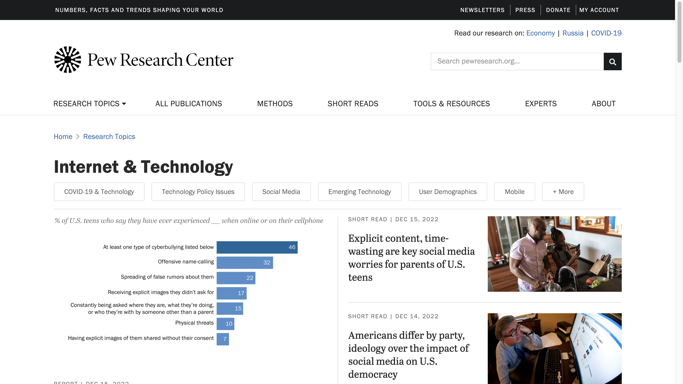 NUMBERS, FACTS AND TRENDS SHAPING YOUR WORLD
NEWSLETTERS | PRESS | DONATE | MY ACCOUNT
Read our research on: Economy | Russia | COVID-19
Pew Research Center
Search pewresearch.org...
RESEARCH TOPICS ALL PUBLICATIONS METHODS SHORT READS TOOLS & RESOURCES EXPERTS ABOUT
Home > Research Topics
Internet & Technology
COVID-19 & Technology Technology Policy Issues Social Media Emerging Technology User Demographics Mobile + More
% of U.S. teens who say they have ever experienced ___ when online or on their cellphone
At least one type of cyberbullying listed below 46
Offensive name-calling 32
Spreading of false rumors about them 22
Receiving explicit images they didn't ask for 17
Constantly being asked where they are, what they're doing,
or who they're with by someone other than a parent 15
Physical threats 10
Having explicit images of them shared without their consent 7
REPORT | DEC 15, 2022
SHORT READ | DEC 15, 2022
Explicit content, time-
wasting are key social media
worries for parents of U.S.
teens
SHORT READ | DEC 14, 2022
Americans differ by party,
ideology over the impact of
social media on U.S.
democracy